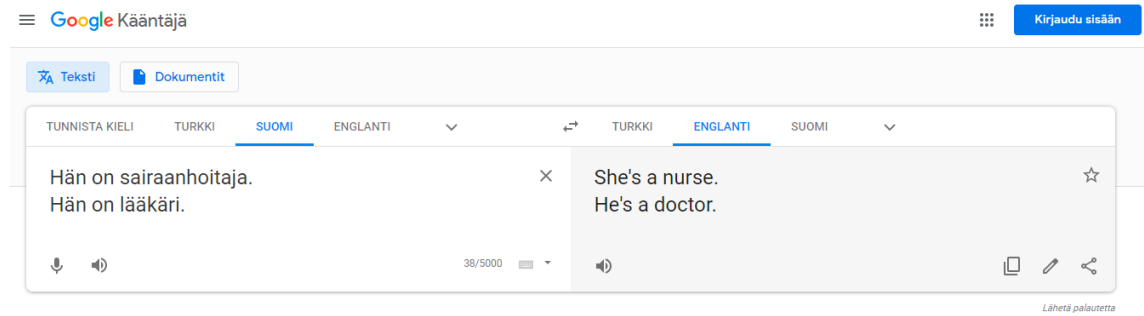 Google Kääntäjä
Kirjaudu sisään
Teksti
Dokumentit
TUNNISTA KIELI TURKKI SUOMI ENGLANTI
TURKKI ENGLANTI SUOMI
Hän on sairaanhoitaja.
Hän on lääkäri.
38/5000
She's a nurse.
He's a doctor.
Lähetä palautetta